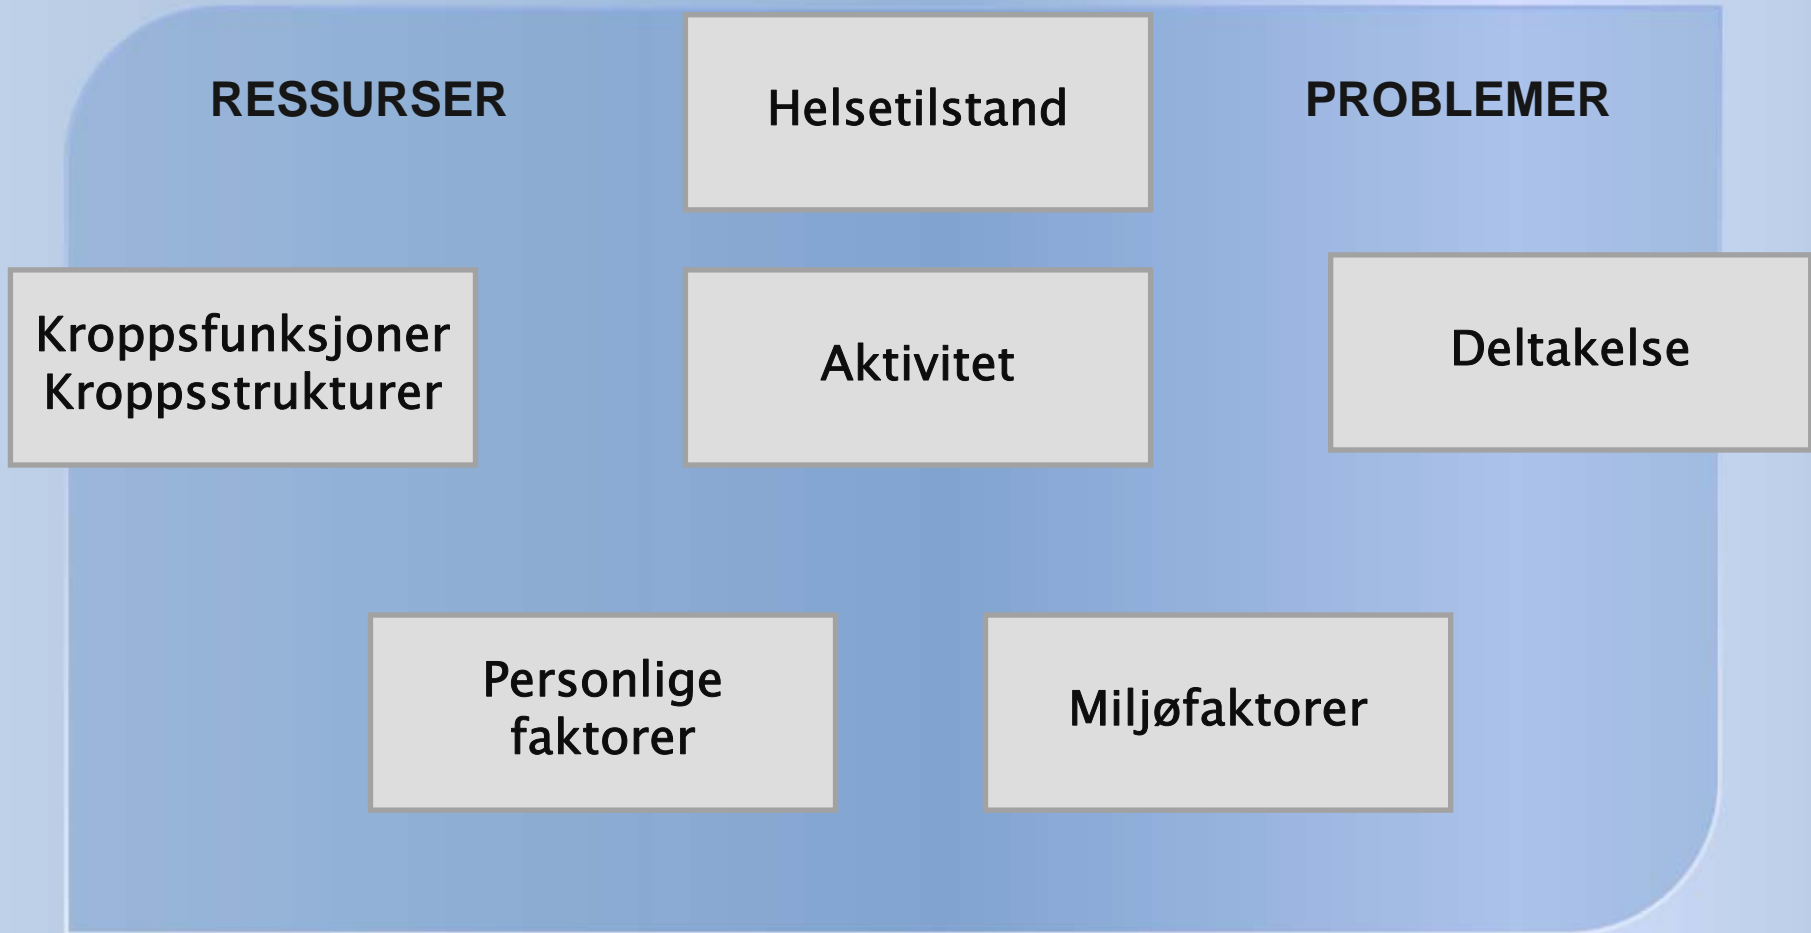 RESSURSER
Helsetilstand
PROBLEMER
Kroppsfunksjoner
Kroppsstrukturer
Aktivitet
Deltakelse
Personlige
faktorer
Miljøfaktorer